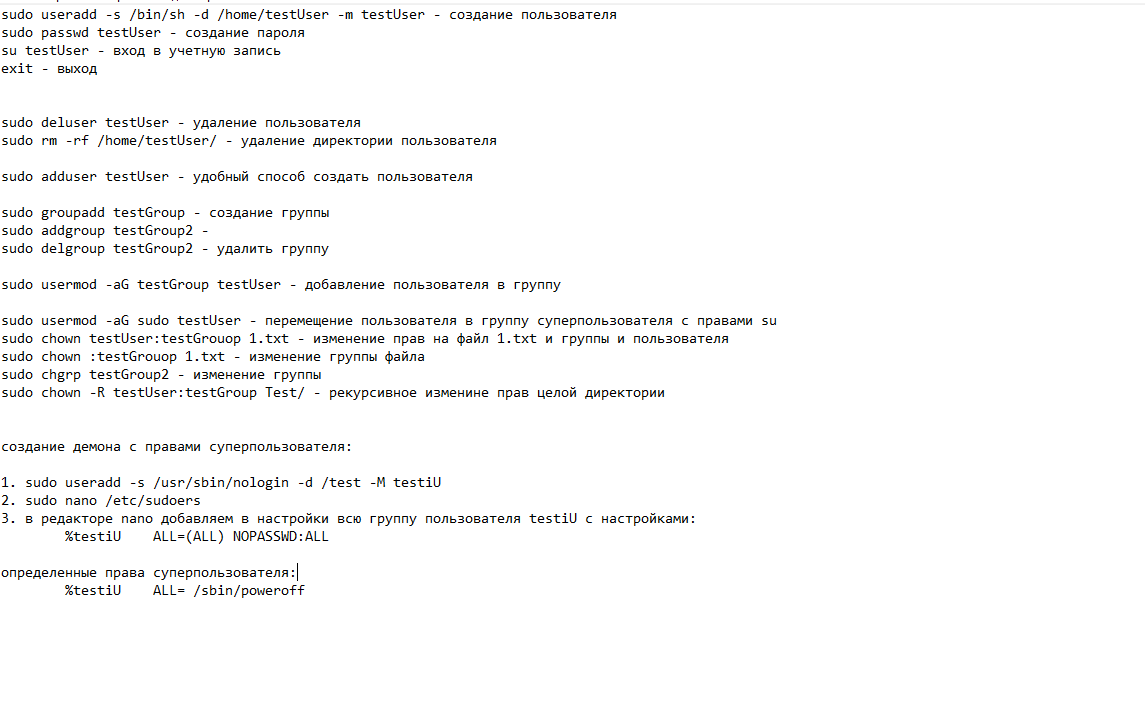 sudo useradd -s /bin/sh -d /home/testUser -m testUser - создание пользователя
sudo passwd testUser - создание пароля
su testUser - вход в учетную запись
exit - выход
sudo deluser testUser - удаление пользователя
sudo rm -rf /home/testUser/ - удаление директории пользователя
sudo adduser testUser - удобный способ создать пользователя
sudo groupadd testGroup - создание группы
sudo addgroup testGroup2 -
sudo delgroup testGroup2 - удалить группу
sudo usermod -aG testGroup testUser - добавление пользователя в группу
sudo usermod -aG sudo testUser - перемещение пользователя в группу суперпользователя с правами su
sudo chown testUser:testGrouop 1.txt - изменение прав на файл 1.txt и группы и пользователя
sudo chown :testGrouop 1.txt - изменение группы файла
sudo chgrp testGroup2 - изменение группы
sudo chown -R testUser:testGroup Test/ - рекурсивное изменине прав целой директории
создание демона с правами суперпользователя:
1. sudo useradd -s /usr/sbin/nologin -d /test -M testiU
2. sudo nano /etc/sudoers
3. в редакторе nano добавляем в настройки всю группу пользователя testiU с настройками:
%testiU    ALL=(ALL) NOPASSWD:ALL
определенные права суперпользователя:
%testiU    ALL= /sbin/poweroff